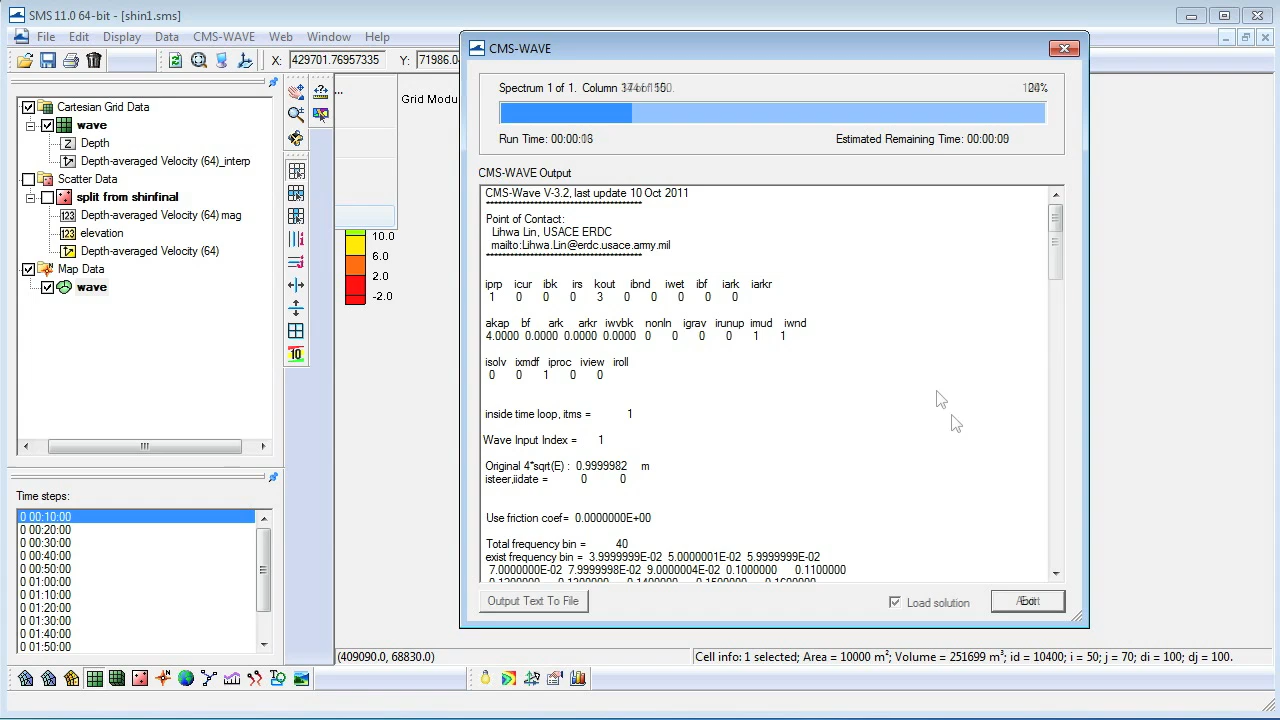 SMS 11.0 64-bit - [shin1.sms]
File Edit Display Data CMS-WAVE Web Window Help
X: 429701.76957335 Y: 71986.0
Cartesian Grid Data
wave
Depth
Depth-averaged Velocity (64)_interp
Scatter Data
split from shinfinal
Depth-averaged Velocity (64) mag
elevation
Depth-averaged Velocity (64)
Map Data
wave
...
Grid Modu
10.0
6.0
2.0
-2.0
Time steps:
0 00:10:00
0 00:20:00
0 00:30:00
0 00:40:00
0 00:50:00
0 01:00:00
0 01:10:00
0 01:20:00
0 01:30:00
0 01:40:00
0 01:50:00
CMS-WAVE
Spectrum 1 of 1. Column
Run Time: Estimated Remaining Time:
CMS-WAVE Output
CMS-Wave V-3.2, last update 10 Oct 2011
**************************************
Point of Contact:
Lihwa Lin, USACE ERDC
mailto:Lihwa.Lin@erdc.usace.army.mil
**************************************
iprp icur ibk irs kout ibnd iwet ibf iark iarkr
1 0 0 0 3 0 0 0 0 0
akap bf ark arkr iwvbk nonln igrav irunup imud iwnd
4.0000 0.0000 0.0000 0.0000 0 0 0 0 1 1
isolv ixmdf iproc iview iroll
0 0 1 0 0
inside time loop, itms = 1
Wave Input Index = 1
Original 4*sqrt(E) : 0.9999982 m
isteer,iidate = 0 0
Use friction coef= 0.0000000E+00
Total frequency bin = 40
exist frequency bin = 3.9999999E-02 5.0000001E-02 5.9999999E-02
7.0000000E-02 7.9999998E-02 9.0000004E-02 0.1000000 0.1100000
Output Text To File
Load solution
(409090.0, 68830.0)
Cell info: 1 selected; Area = 10000 m²; Volume = 251699 m³; id = 10400; i = 50; j = 70; di = 100; dj = 100.